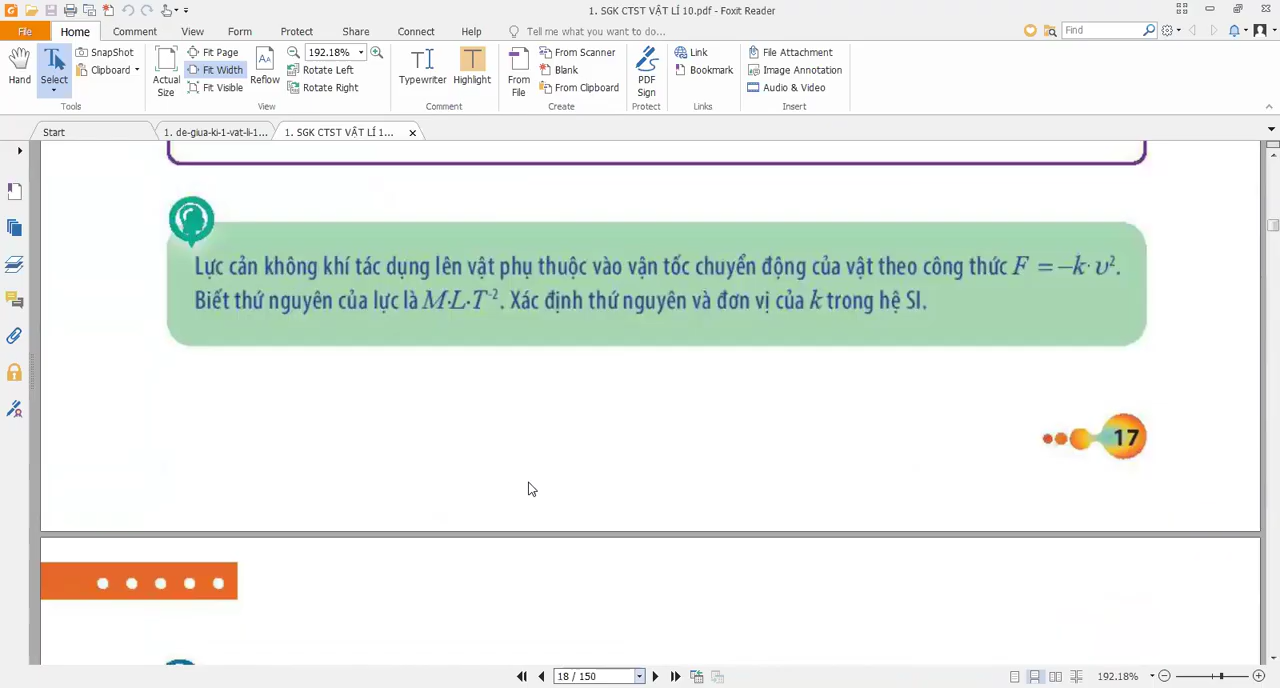 1. SGK CTST VẬT LÍ 10.pdf - Foxit Reader
File Home Comment View Form Protect Share Connect Help Tell me what you want to do... Find
Hand
Select
SnapShot
Clipboard
Tools
Actual Size
Fit Page
Fit Width
Fit Visible
Reflow
192.18%
Rotate Left
Rotate Right
View
Typewriter
Highlight
Comment
From File
From Scanner
Blank
From Clipboard
Create
PDF Sign
Protect
Link
Bookmark
Links
File Attachment
Image Annotation
Audio & Video
Insert
Start 1. de-giua-ki-1-vat-li-1... 1. SGK CTST VẬT LÍ 1...
Lực cản không khí tác dụng lên vật phụ thuộc vào vận tốc chuyển động của vật theo công thức F = –k·υ².
Biết thứ nguyên của lực là M·L·T⁻². Xác định thứ nguyên và đơn vị của k trong hệ SI.
17
18 / 150 192.18%